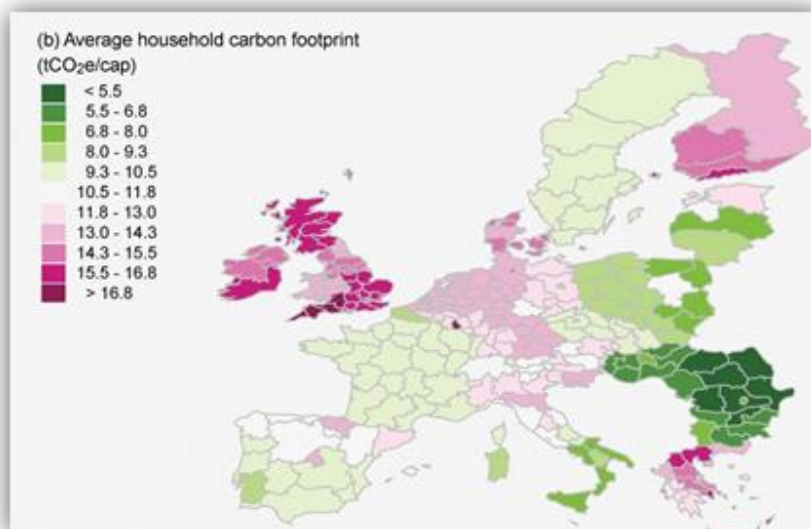 (b) Average household carbon footprint
(tCO₂e/cap)
< 5.5
5.5 - 6.8
6.8 - 8.0
8.0 - 9.3
9.3 - 10.5
10.5 - 11.8
11.8 - 13.0
13.0 - 14.3
14.3 - 15.5
15.5 - 16.8
> 16.8